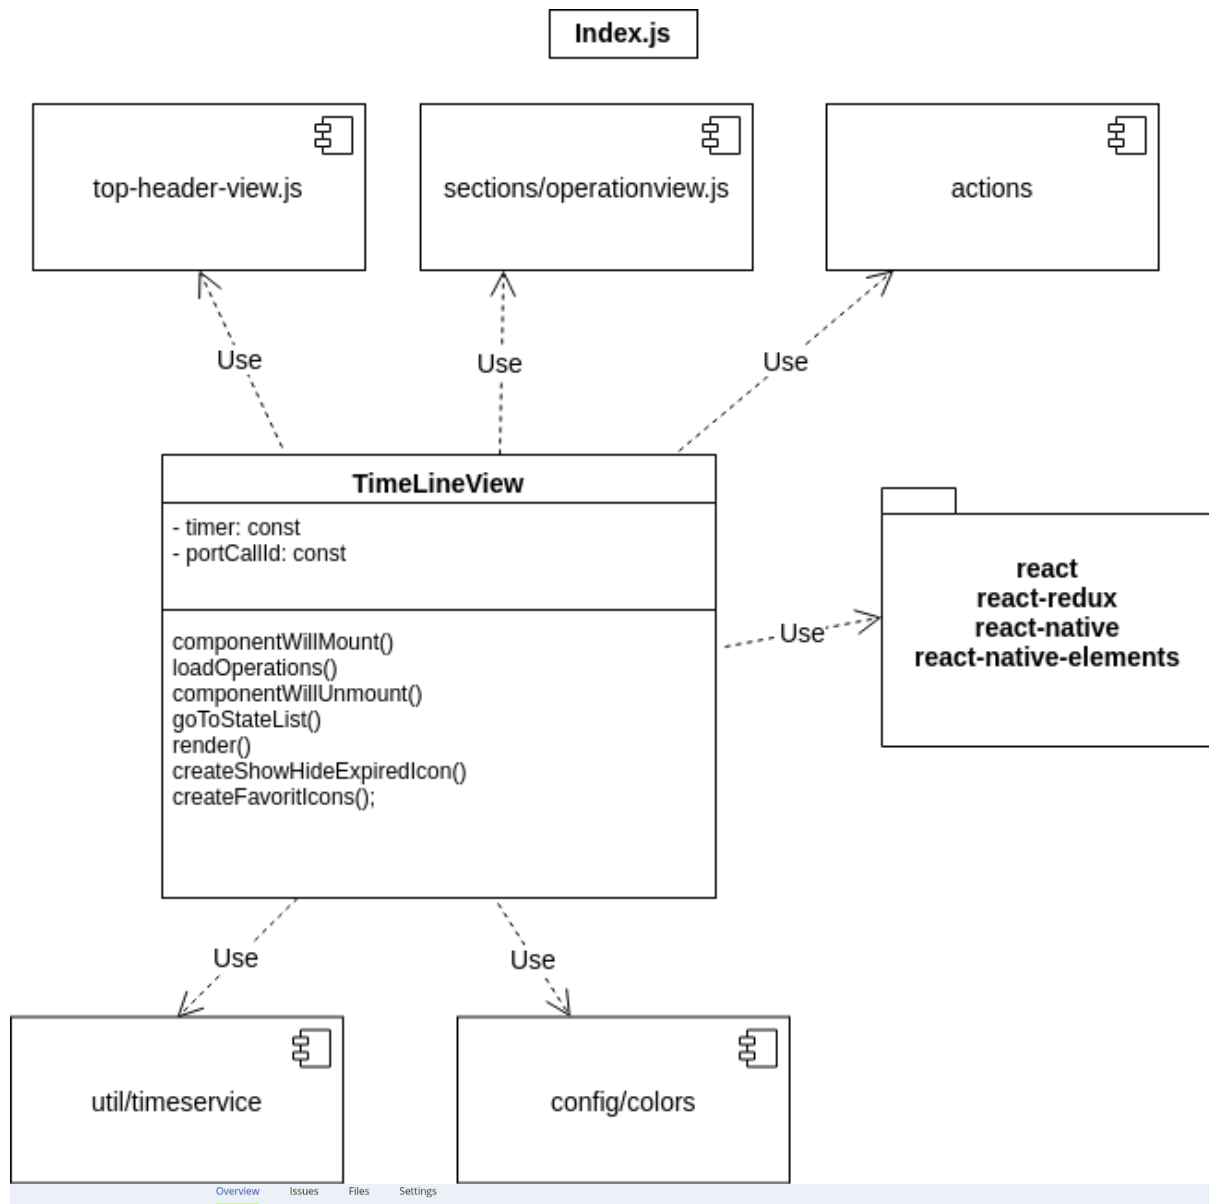 Index.js
top-header-view.js
sections/operationview.js
actions
Use
Use
Use
TimeLineView
- timer: const
- portCallId: const
componentWillMount()
loadOperations()
componentWillUnmount()
goToStateList()
render()
createShowHideExpiredIcon()
createFavoritIcons();
Use
react
react-redux
react-native
react-native-elements
Use
Use
util/timeservice
config/colors
Overview Issues Files Settings